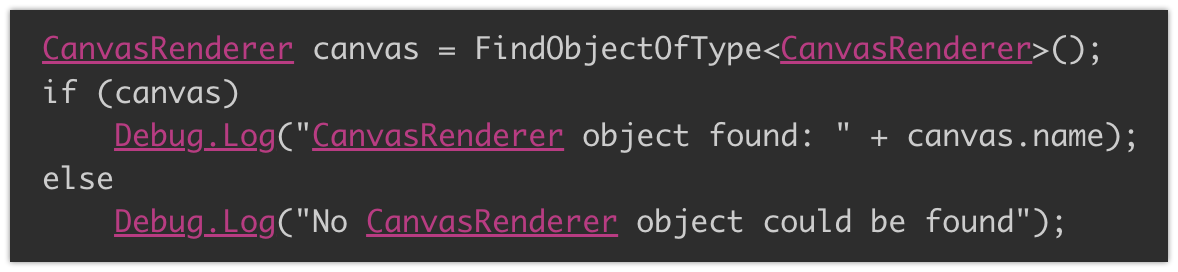 CanvasRenderer canvas = FindObjectOfType<CanvasRenderer>();
if (canvas)
    Debug.Log("CanvasRenderer object found: " + canvas.name);
else
    Debug.Log("No CanvasRenderer object could be found");